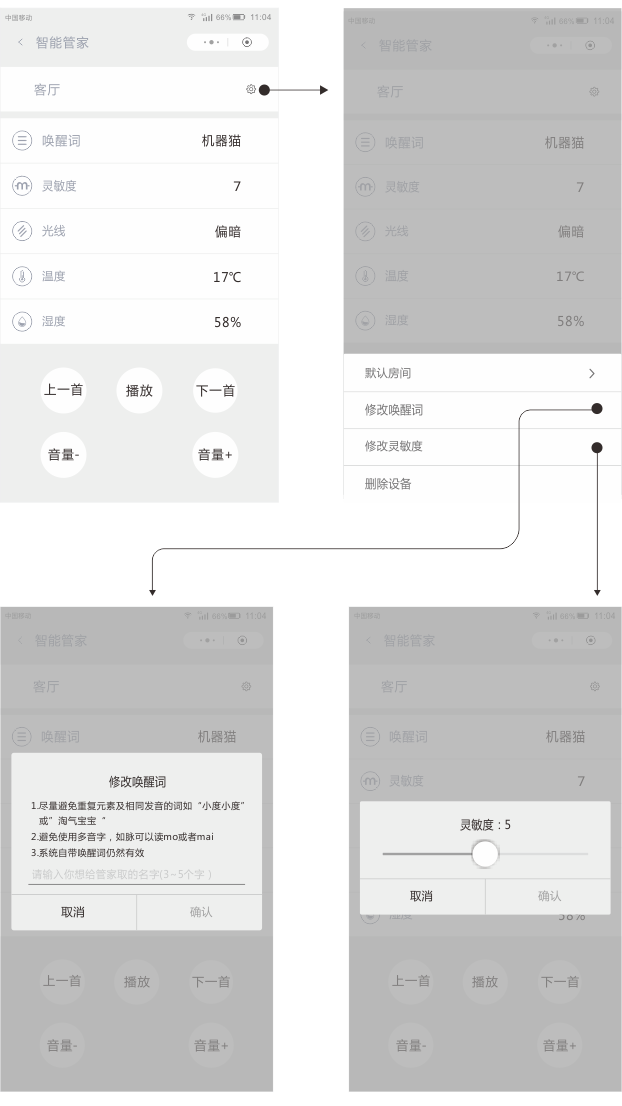 中国移动 66% 11:04
智能管家
客厅
唤醒词 机器猫
灵敏度 7
光线 偏暗
温度 17℃
湿度 58%
上一首 播放 下一首
音量- 音量+
中国移动 66% 11:04
智能管家
客厅
唤醒词 机器猫
灵敏度 7
光线 偏暗
温度 17℃
湿度 58%
默认房间
修改唤醒词
修改灵敏度
删除设备
中国移动 66% 11:04
智能管家
客厅
唤醒词 机器猫
修改唤醒词
1.尽量避免重复元素及相同发音的词如“小度小度”
或”淘气宝宝 “
2.避免使用多音字，如脉可以读mo或者mai
3.系统自带唤醒词仍然有效
请输入你想给管家取的名字(3~5个字 )
取消 确认
上一首 播放 下一首
音量- 音量+
中国移动 66% 11:04
智能管家
客厅
唤醒词 机器猫
灵敏度 7
灵敏度：5
取消 确认
湿度 58%
上一首 播放 下一首
音量- 音量+